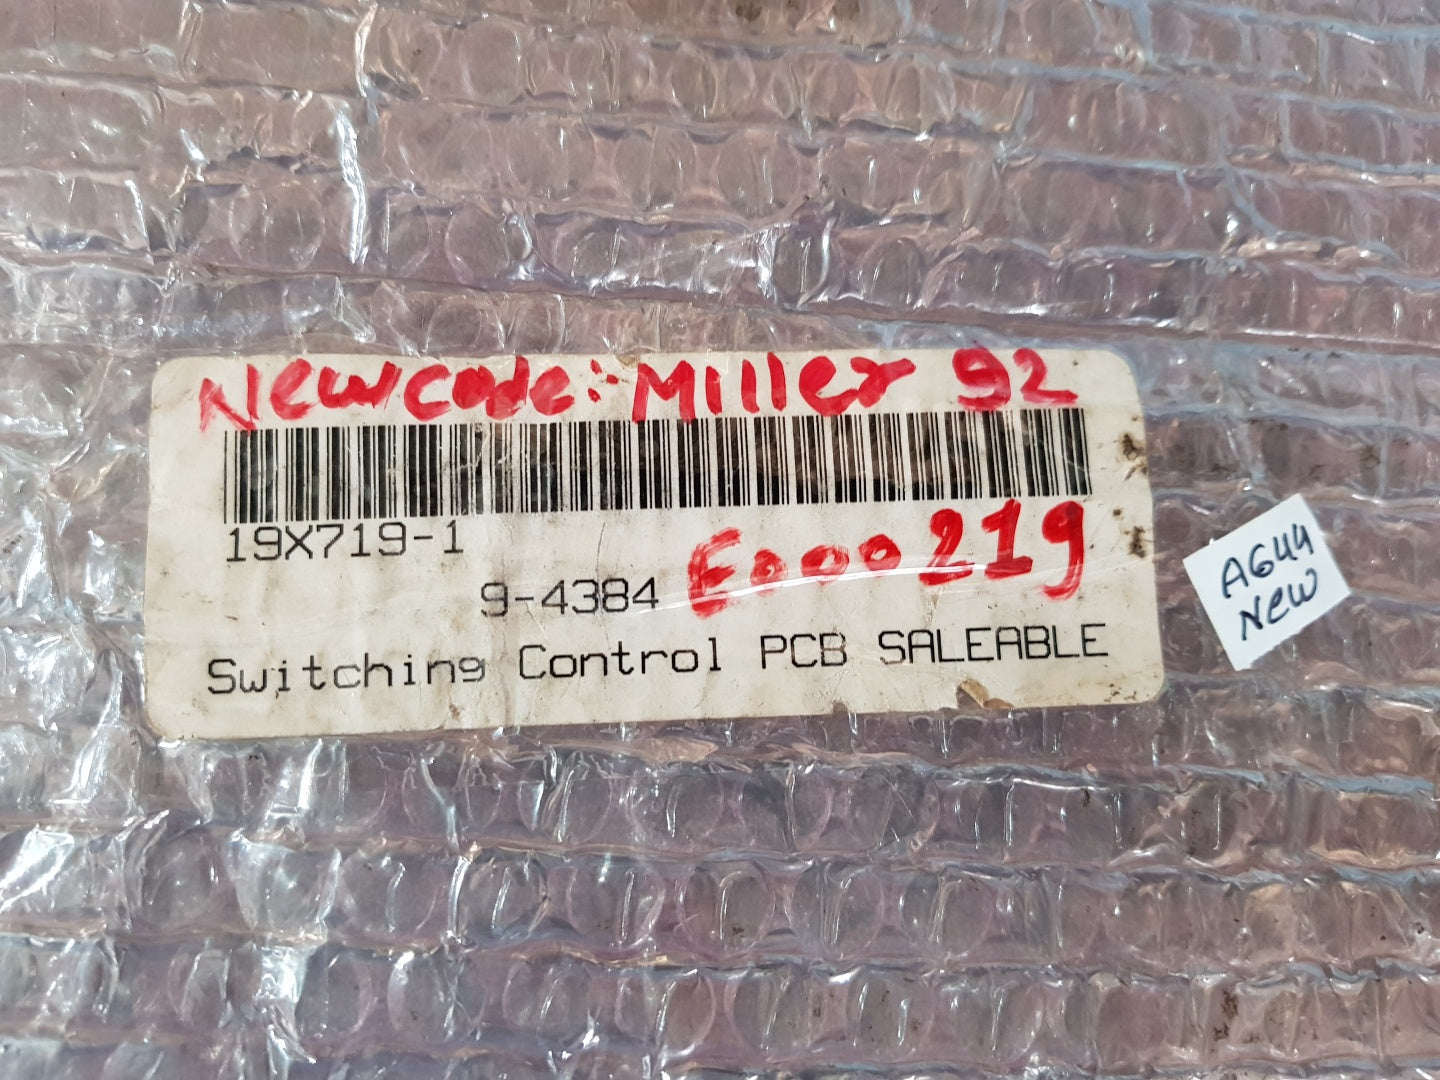 Newcode:- Miller 92
19X719-1
9-4384 E000219
Switching Control PCB SALEABLE
A644
New